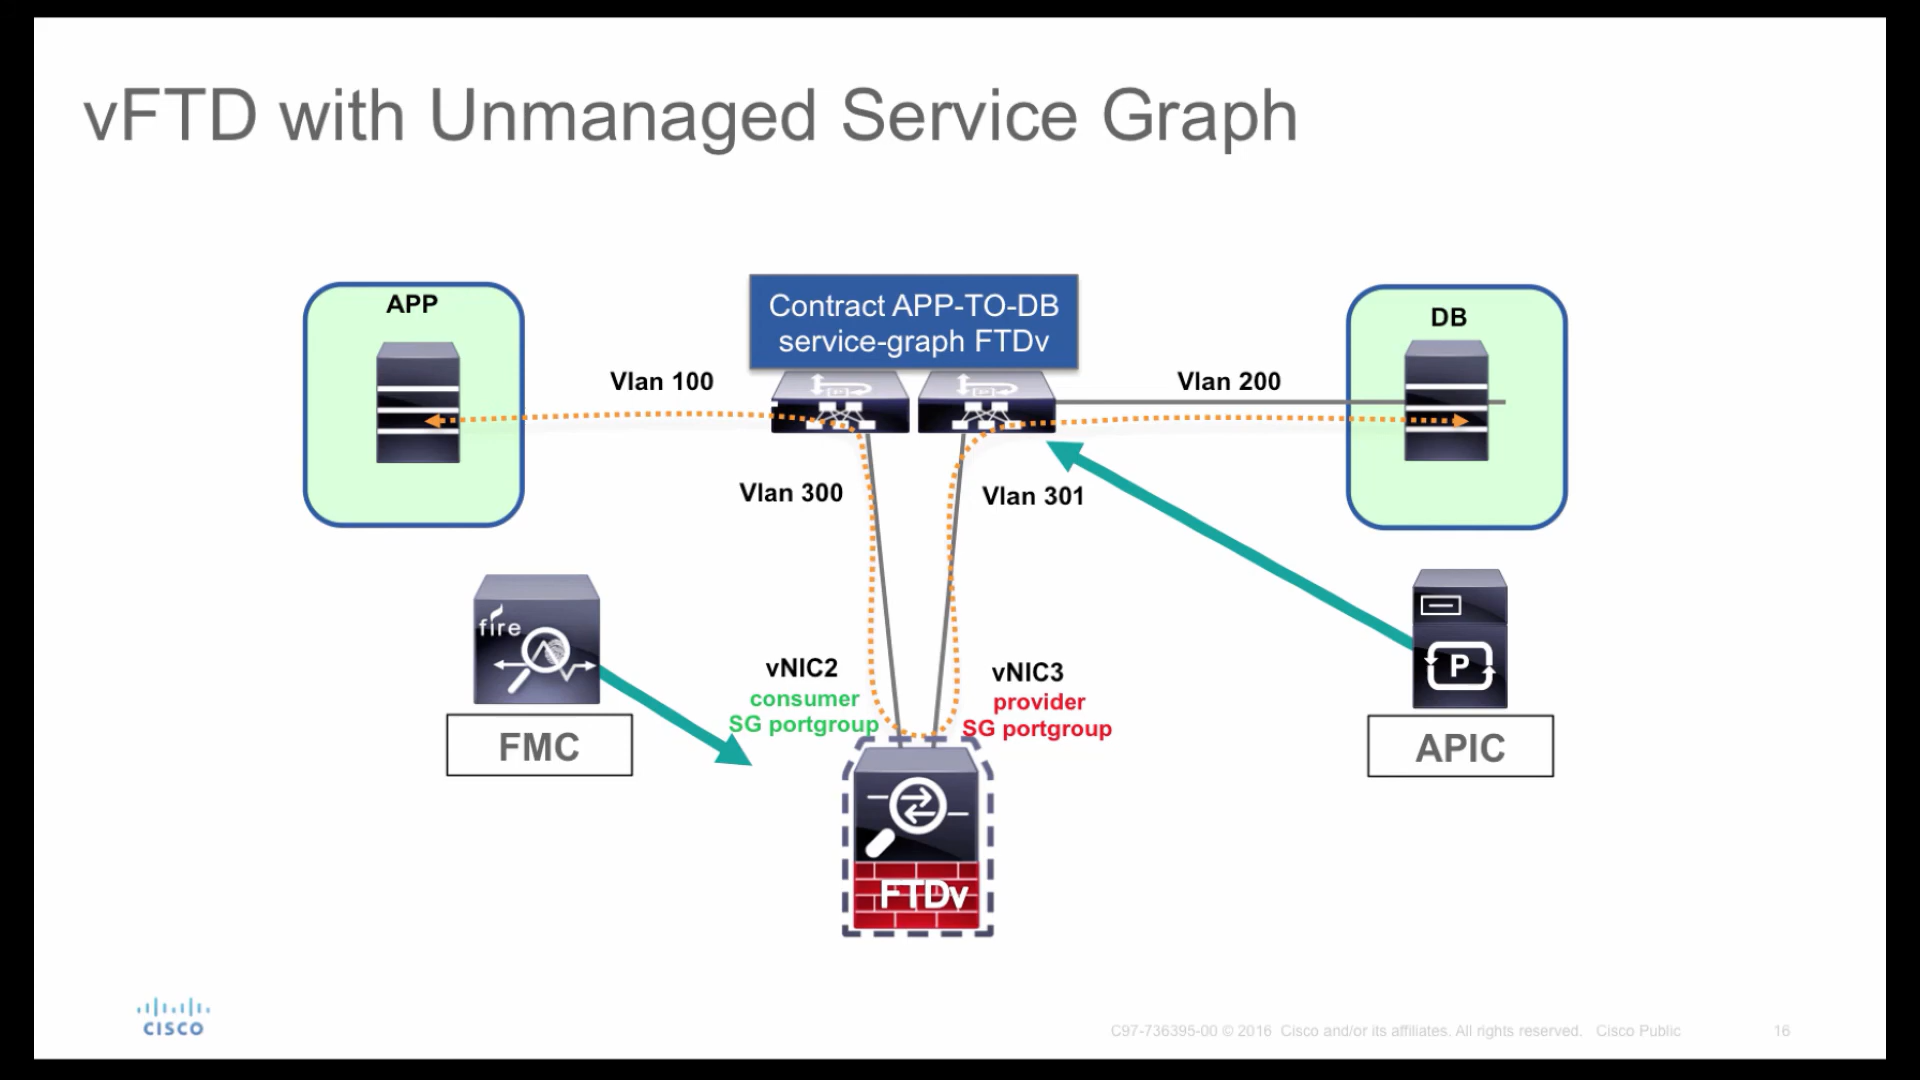 vFTD with Unmanaged Service Graph
APP
Contract APP-TO-DB
service-graph FTDv
DB
Vlan 100
Vlan 200
Vlan 300
Vlan 301
fire
vNIC2
consumer
SG portgroup
vNIC3
provider
SG portgroup
P
FMC
APIC
FTDv
CISCO
C97-736395-00 © 2016 Cisco and/or its affiliates. All rights reserved. Cisco Public
16